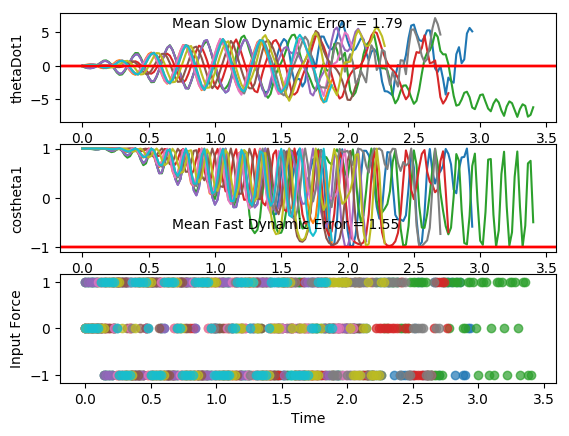 Mean Slow Dynamic Error = 1.79
thetaDot1
5
0
−5
0.0 0.5 1.0 1.5 2.0 2.5 3.0 3.5
costheta1
1
0
−1
Mean Fast Dynamic Error = 1.55
0.0 0.5 1.0 1.5 2.0 2.5 3.0 3.5
Input Force
1
0
−1
0.0 0.5 1.0 1.5 2.0 2.5 3.0 3.5
Time